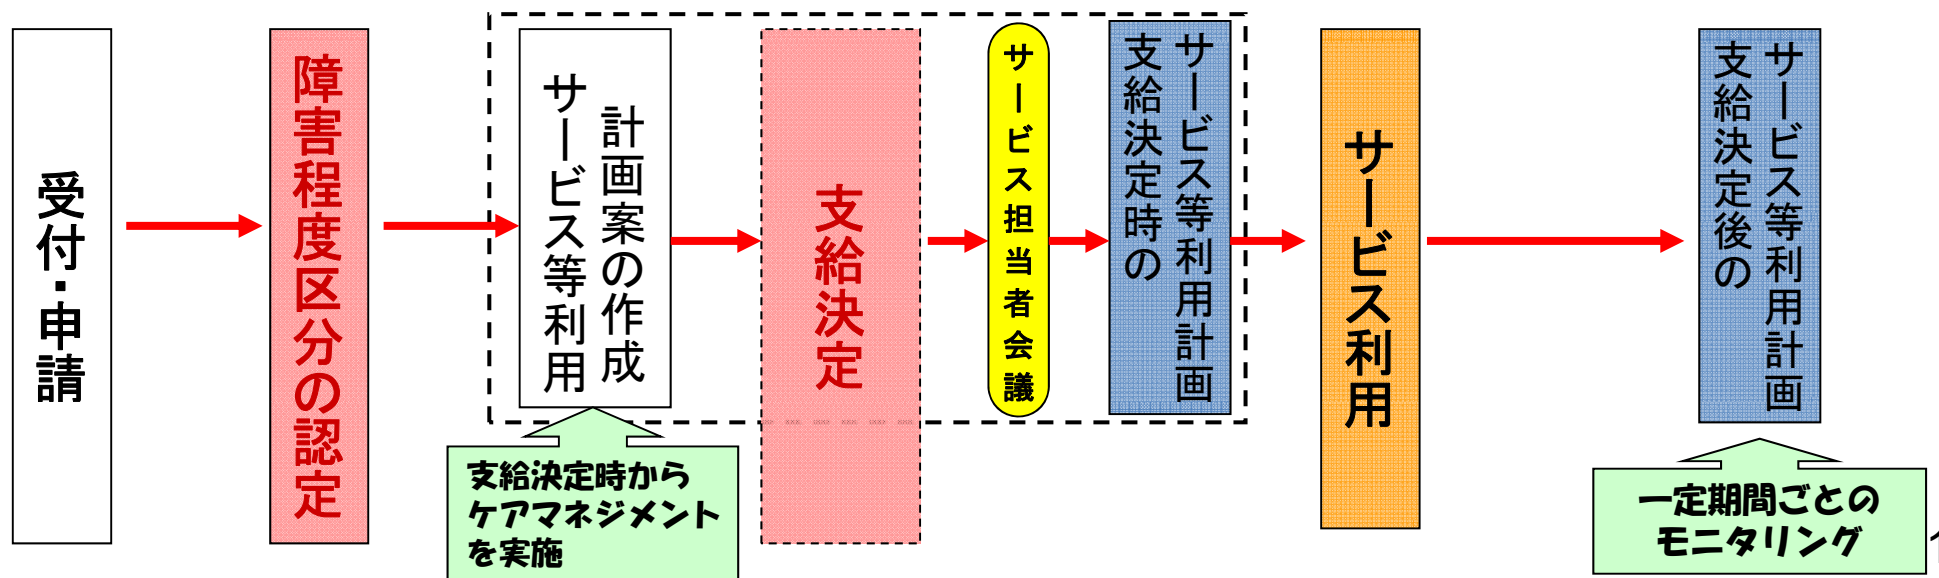 受付・申請
障害程度区分の認定
サービス等利用
計画案の作成
支給決定
サービス担当者会議
支給決定時の
サービス等利用計画
サービス利用
支給決定後の
サービス等利用計画
支給決定時から
ケアマネジメント
を実施
一定期間ごとの
モニタリング